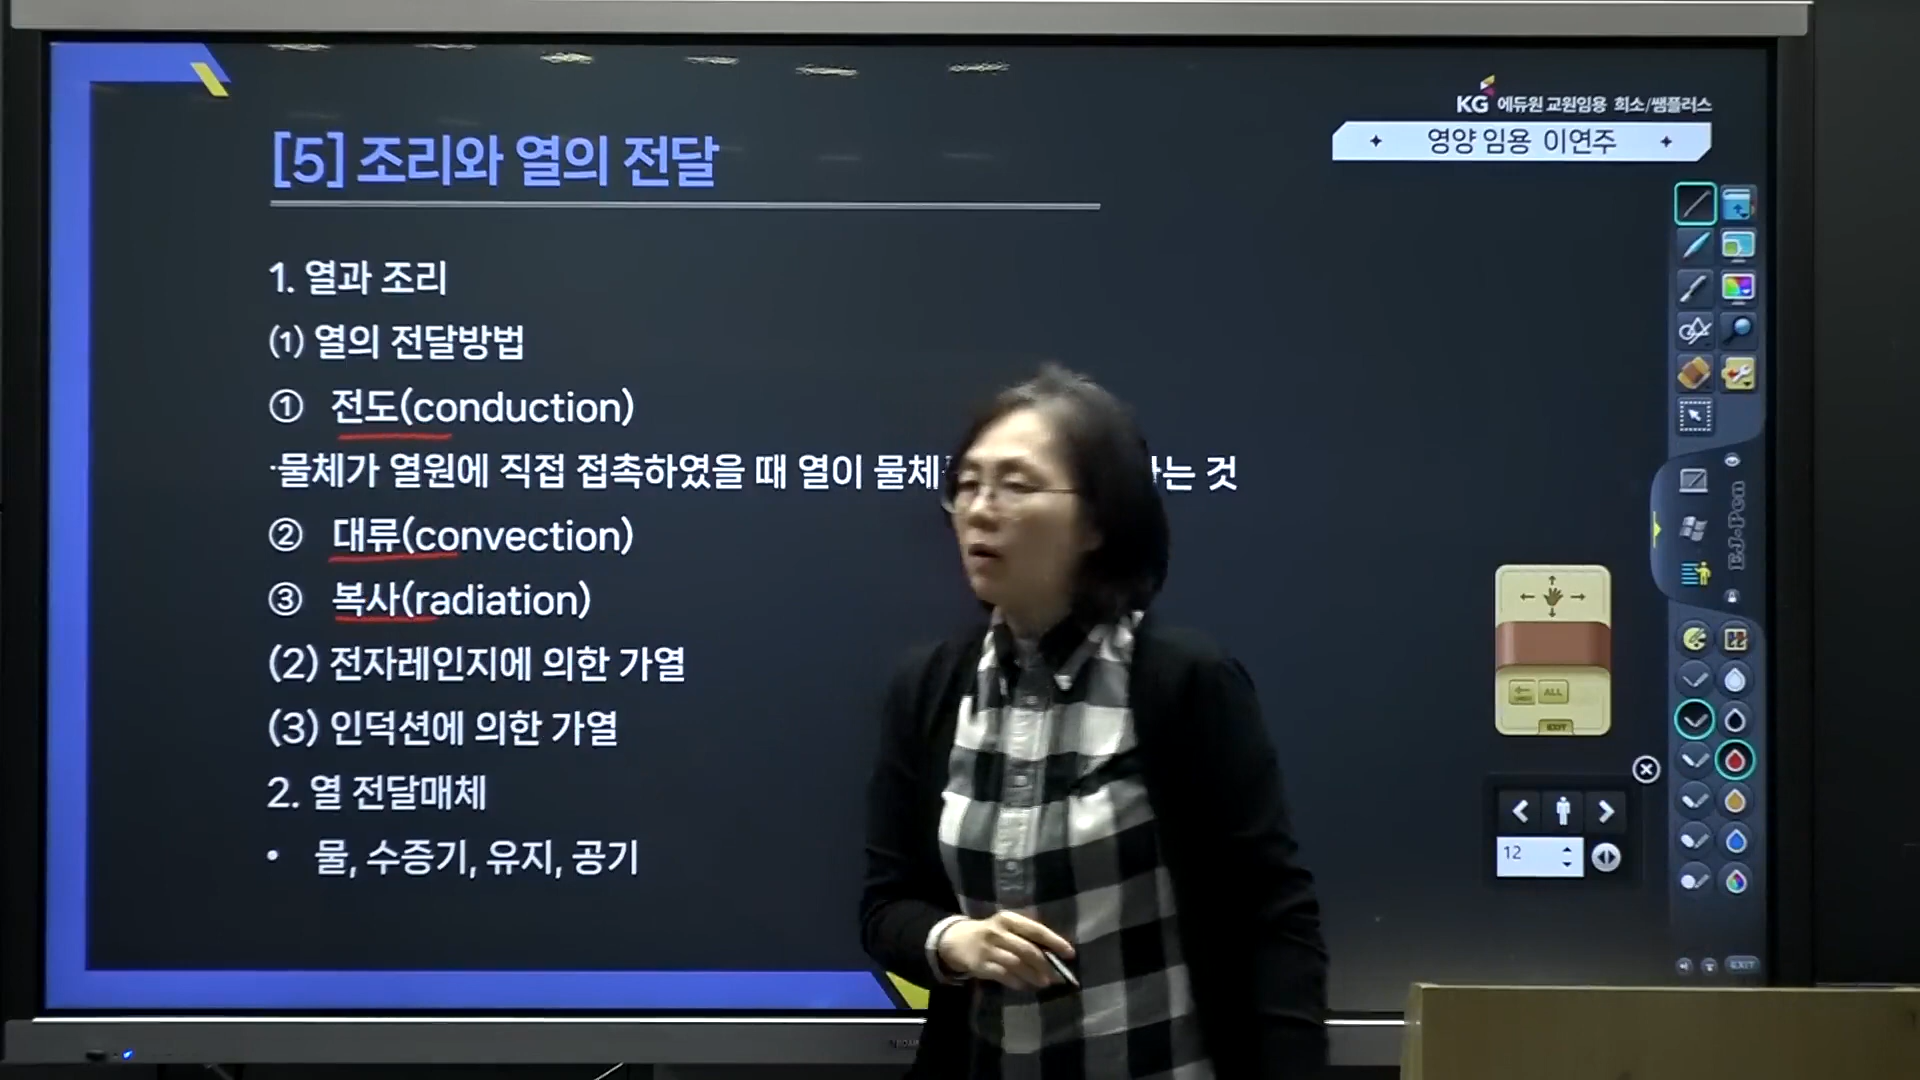 KG 에듀원 교원임용 희소/쌤플러스
영양 임용 이연주
[5] 조리와 열의 전달
1. 열과 조리
(1) 열의 전달방법
① 전도(conduction)
·물체가 열원에 직접 접촉하였을 때 열이 물체 는 것
② 대류(convection)
③ 복사(radiation)
(2) 전자레인지에 의한 가열
(3) 인덕션에 의한 가열
2. 열 전달매체
• 물, 수증기, 유지, 공기
E.J-Pen
ALL
EXIT
12
EXIT